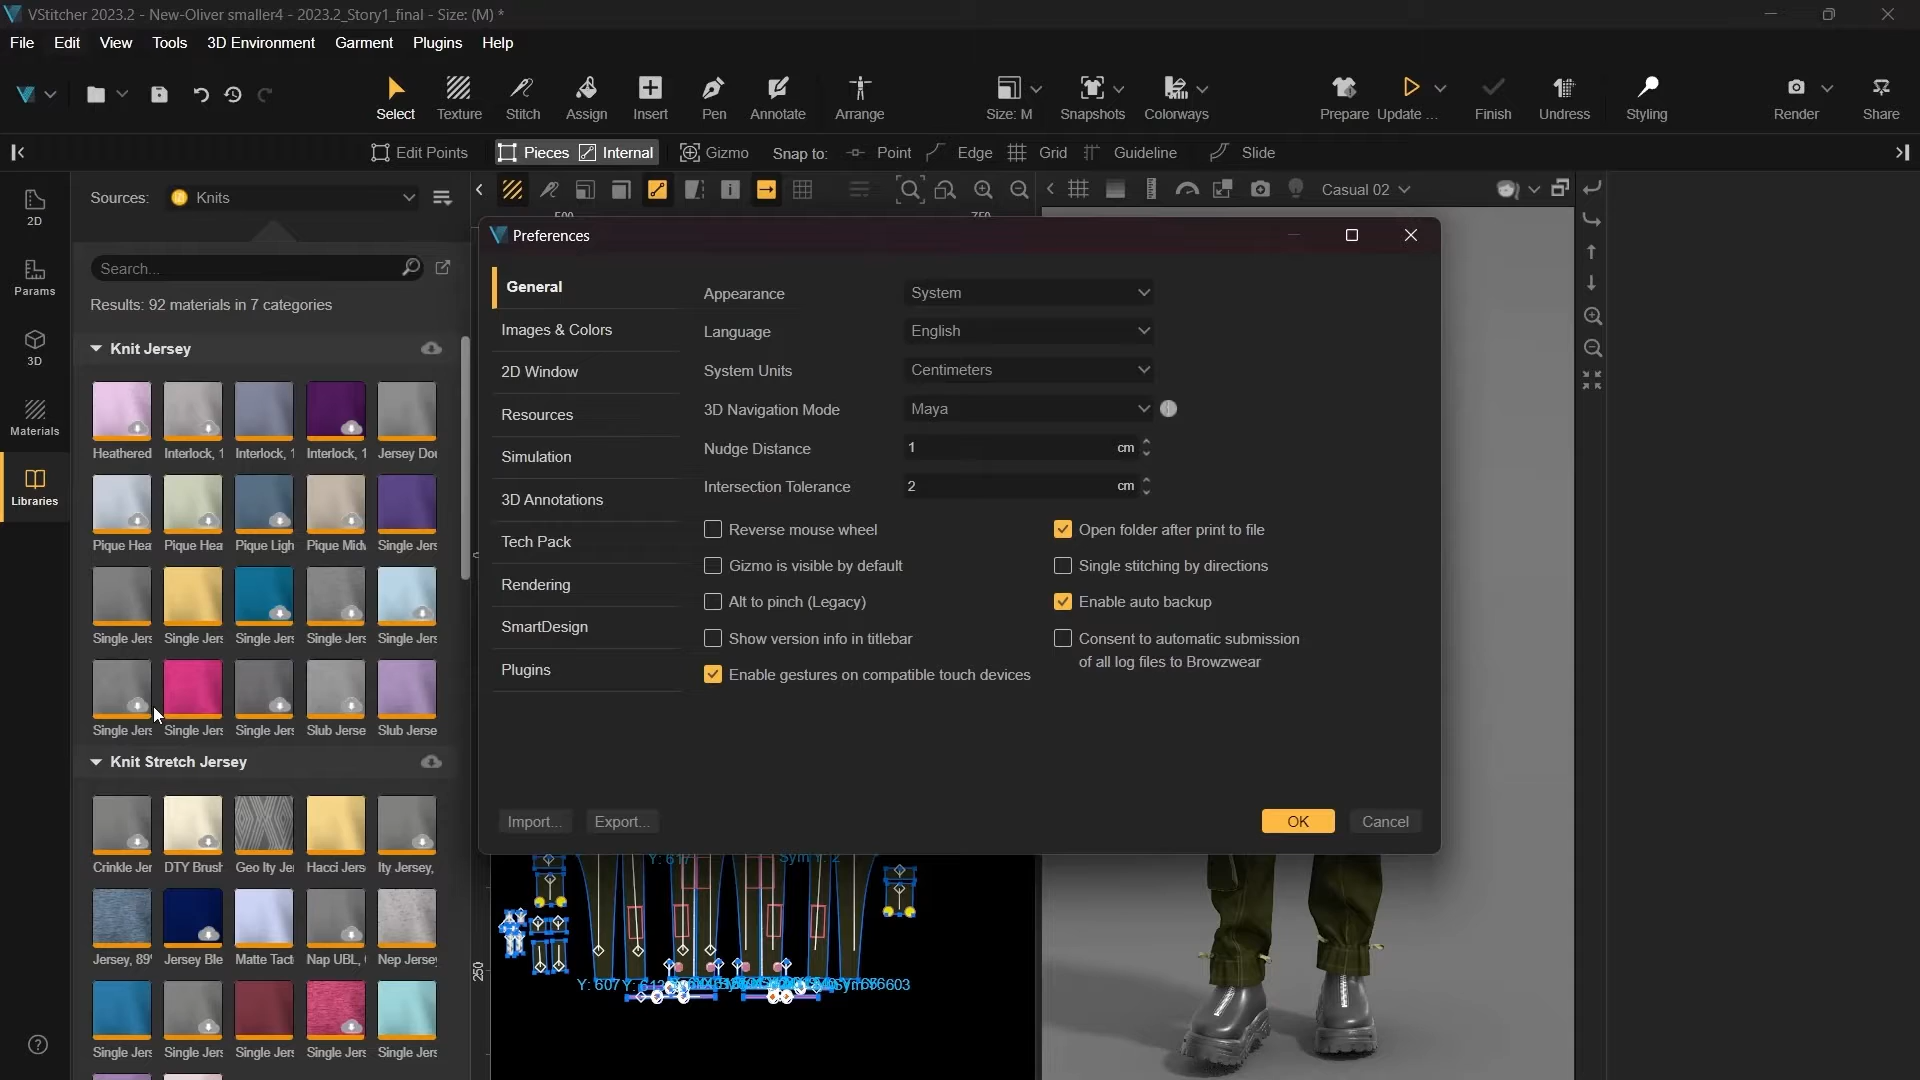 VStitcher 2023.2 - New-Oliver smaller4 - 2023.2_Story1_final - Size: (M) *
File Edit View Tools 3D Environment Garment Plugins Help
Select Texture Stitch Assign Insert Pen Annotate Arrange Size: M Snapshots Colorways Prepare Update ... Finish Undress Styling Render Share
Edit Points Pieces Internal Gizmo Snap to: Point Edge Grid Guideline Slide
2D
Params
3D
Materials
Libraries
Sources: Knits
Search...
Results: 92 materials in 7 categories
Knit Jersey
Heathered Interlock, 1 Interlock, 1 Interlock, 1 Jersey Dou
Pique Hea Pique Hea Pique Ligh Pique Midw Single Jers
Single Jers Single Jers Single Jers Single Jers Single Jers
Single Jers Single Jers Single Jers Slub Jerse Slub Jerse
Knit Stretch Jersey
Crinkle Jer DTY Brush Geo Ity Je Hacci Jers Ity Jersey,
Jersey, 89° Jersey Ble Matte Tact Nap UBL, Nep Jersey
Single Jers Single Jers Single Jers Single Jers Single Jers
Casual 02
Preferences
General
Images & Colors
2D Window
Resources
Simulation
3D Annotations
Tech Pack
Rendering
SmartDesign
Plugins
Appearance System
Language English
System Units Centimeters
3D Navigation Mode Maya
Nudge Distance 1 cm
Intersection Tolerance 2 cm
Reverse mouse wheel
Gizmo is visible by default
Alt to pinch (Legacy)
Show version info in titlebar
Enable gestures on compatible touch devices
Open folder after print to file
Single stitching by directions
Enable auto backup
Consent to automatic submission
of all log files to Browzwear
Import... Export... OK Cancel
Y: 617 Sym Y: 2
250
Y: 607
603